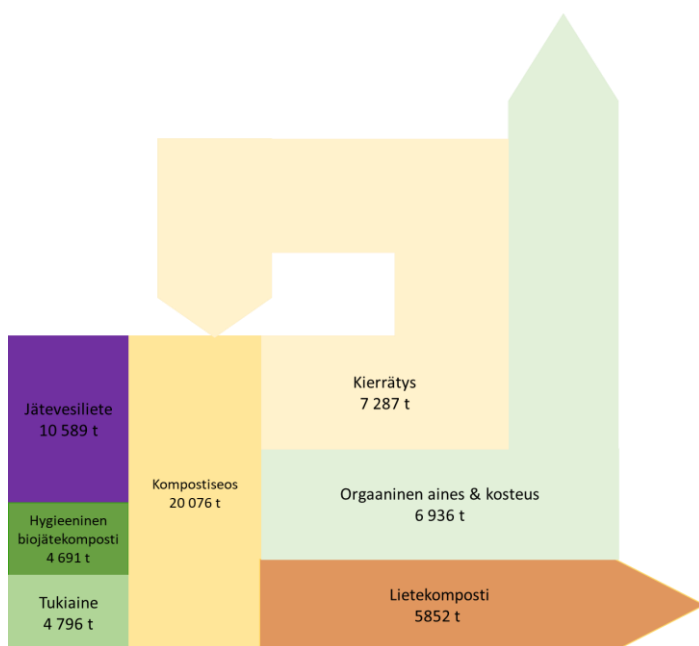 Jätevesiliete
10 589 t
Hygieeninen
biojätekomposti
4 691 t
Tukiaine
4 796 t
Kompostiseos
20 076 t
Kierrätys
7 287 t
Orgaaninen aines & kosteus
6 936 t
Lietekomposti
5852 t